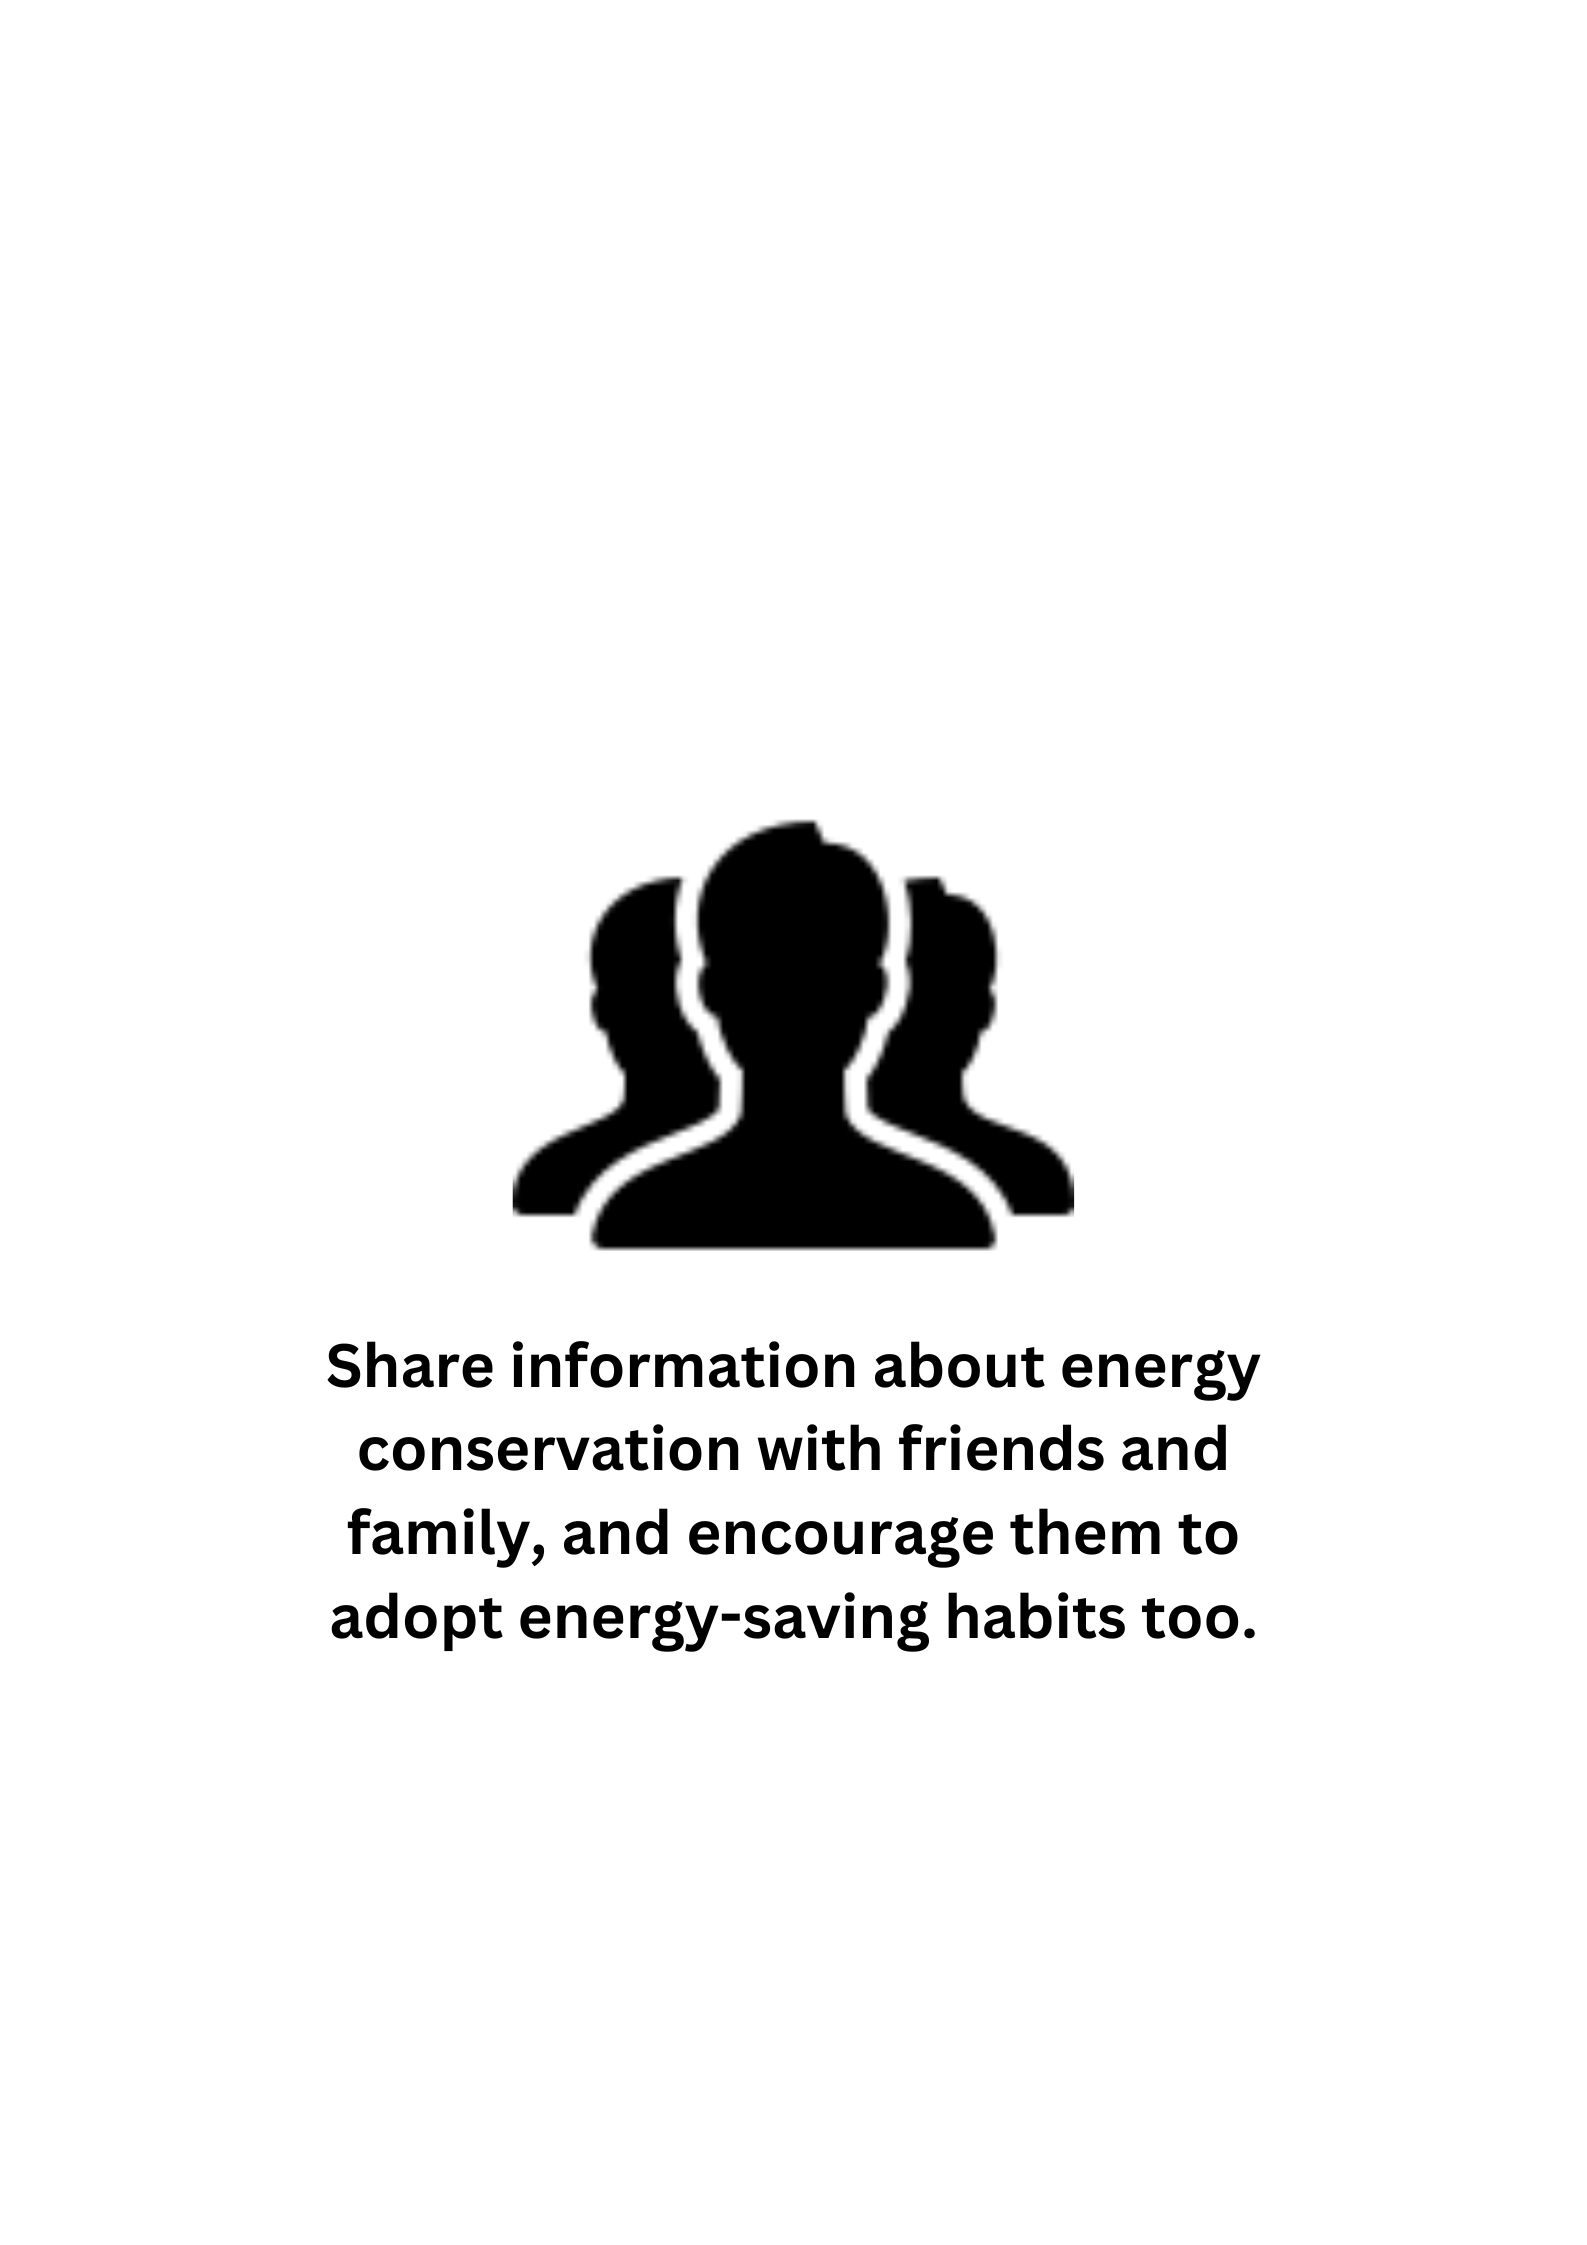 Share information about energy
conservation with friends and
family, and encourage them to
adopt energy-saving habits too.